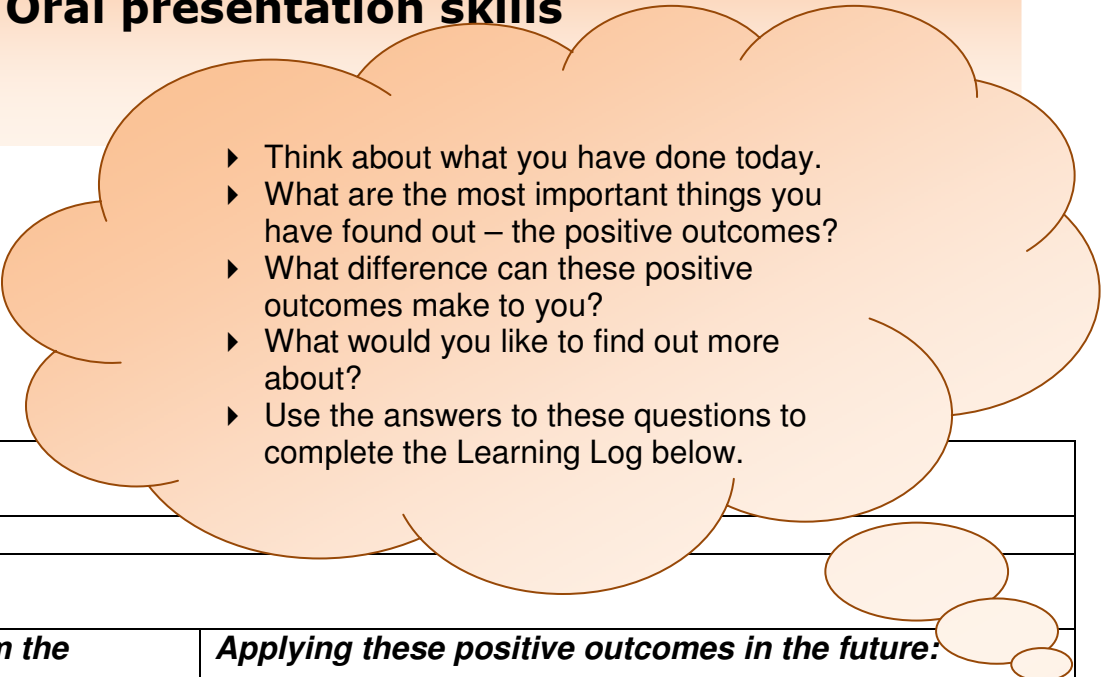 Oral presentation skills
Think about what you have done today.
What are the most important things you
have found out – the positive outcomes?
What difference can these positive
outcomes make to you?
What would you like to find out more
about?
Use the answers to these questions to
complete the Learning Log below.
the
Applying these positive outcomes in the future: